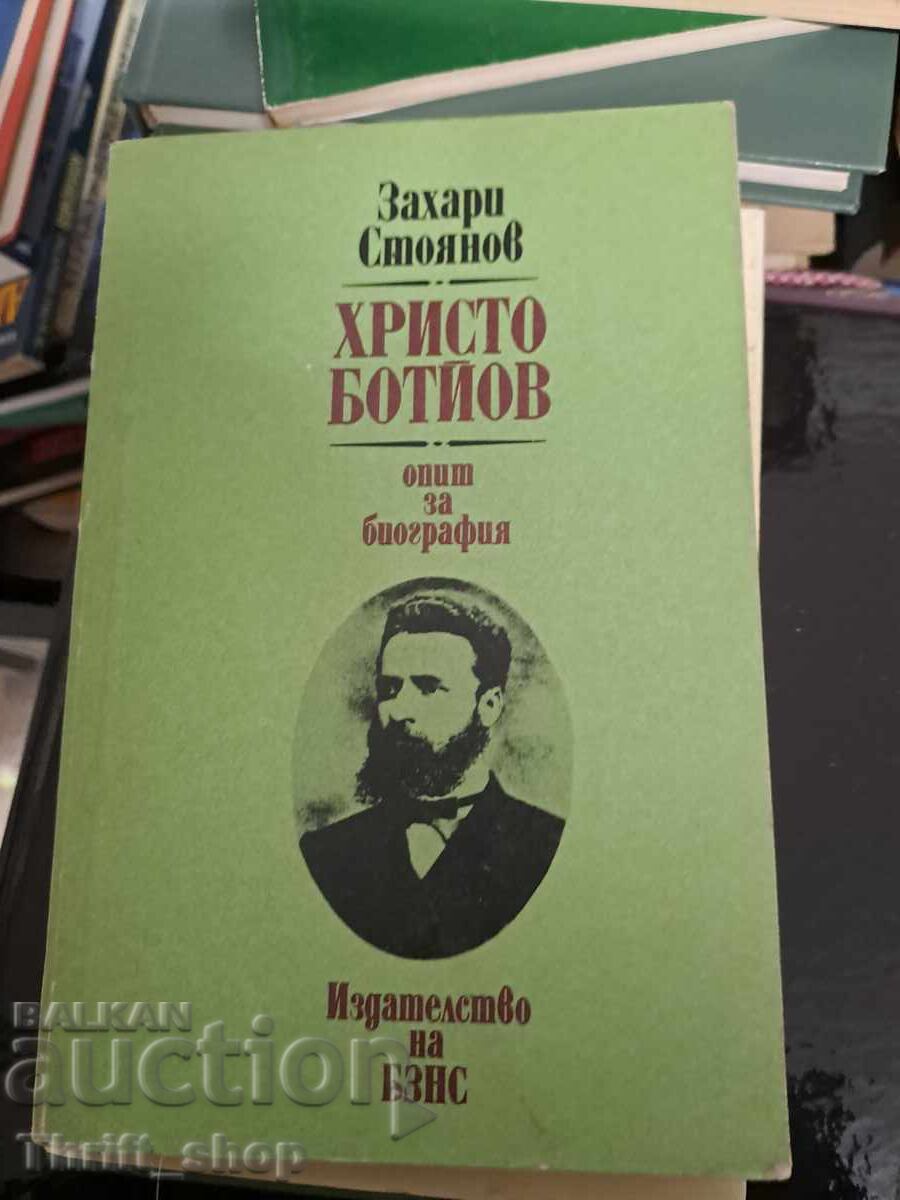 Захари
Стоянов
ХРИСТО
БОТЙОВ
опит
за
биография
Издателство
на
БЗНС
BALKAN
auction
Thrift_shop